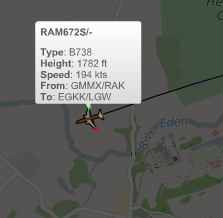 RAM672S/-
Type: B738
Height: 1782 ft
Speed: 194 kts
From: GMMX/RAK
To: EGKK/LGW
River Eden